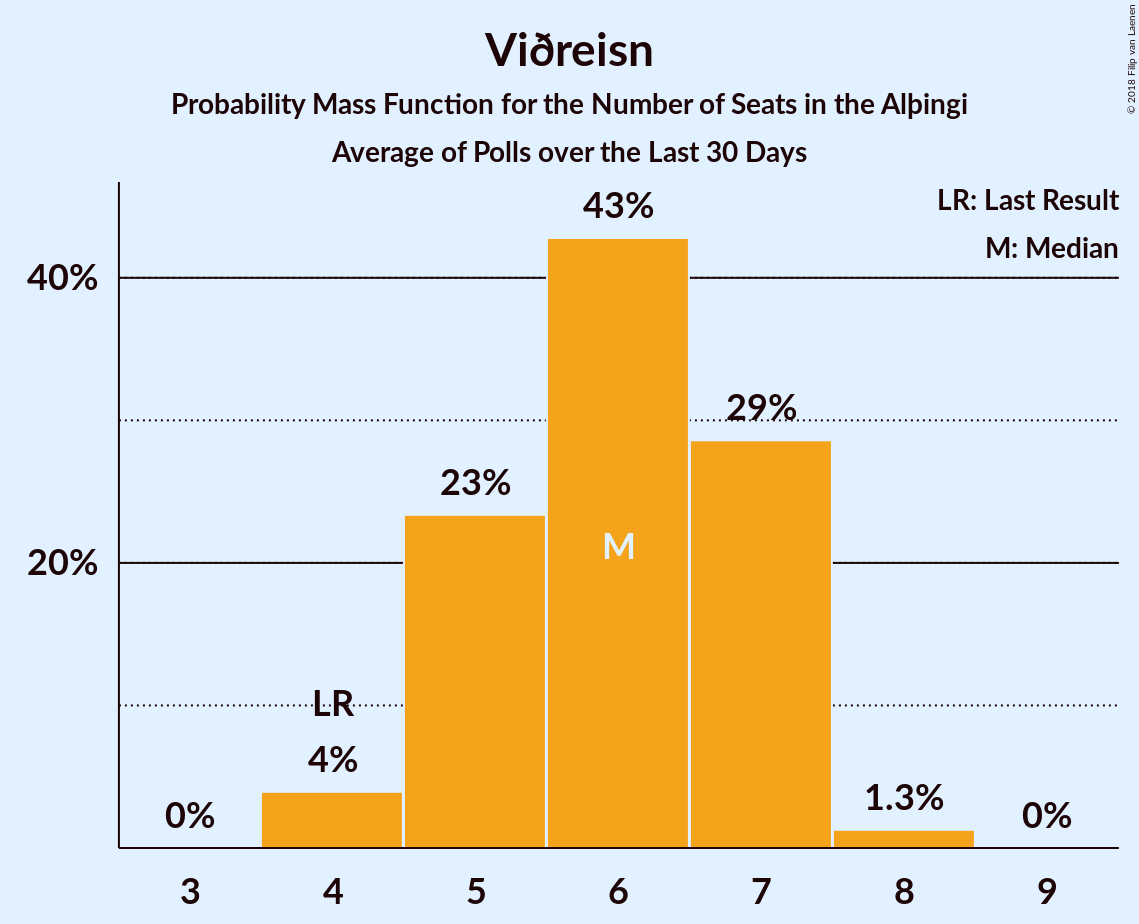 Viðreisn
Probability Mass Function for the Number of Seats in the Alþingi
Average of Polls over the Last 30 Days
© 2018 Filip van Laenen
LR: Last Result
M: Median
43%
40%
29%
23%
M
20%
LR
4%
1.3%
0%
0%
3 4 5 6 7 8 9